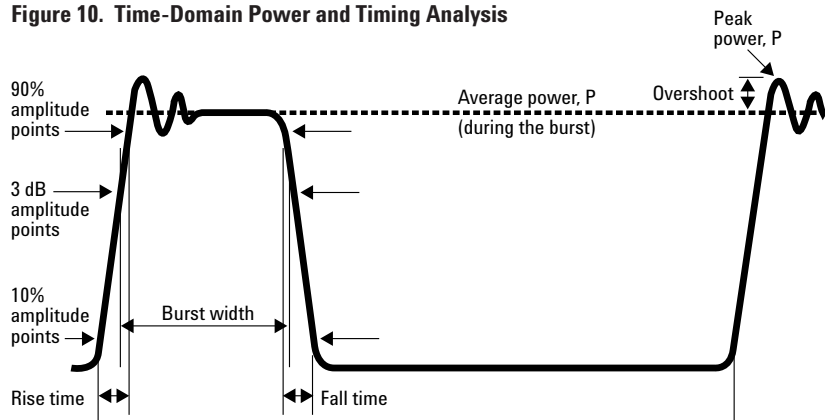 Figure 10. Time-Domain Power and Timing Analysis
Peak
power, P
90%
amplitude
points
Average power, P
(during the burst)
Overshoot
3 dB
amplitude
points
10%
amplitude
points
Burst width
Rise time
Fall time